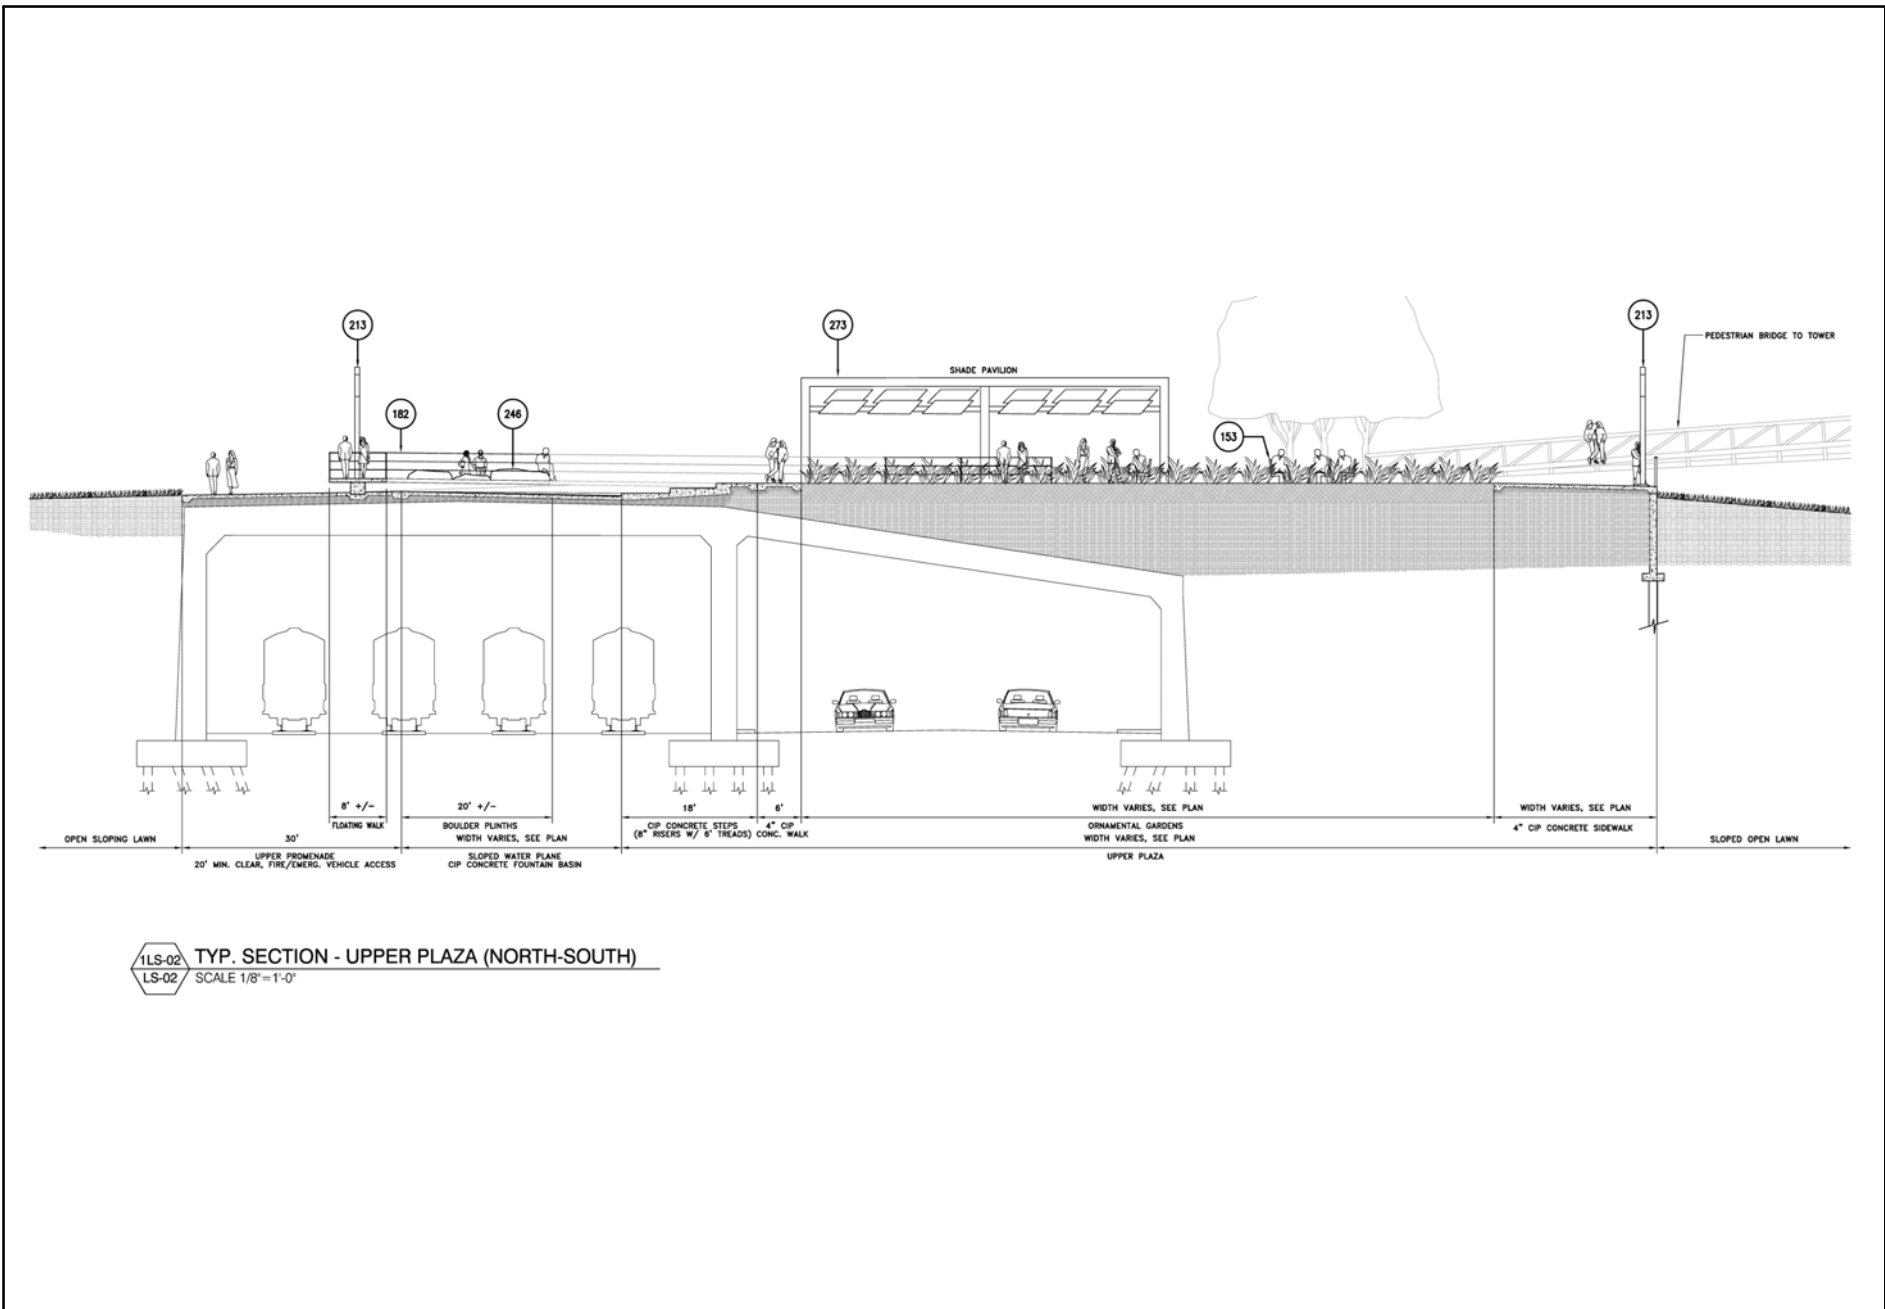 213
273
213
PEDESTRIAN BRIDGE TO TOWER
SHADE PAVILION
182
246
153
8' +/-
20' +/-
18'
6'
WIDTH VARIES, SEE PLAN
WIDTH VARIES, SEE PLAN
FLOATING WALK
BOULDER PLINTHS
CIP CONCRETE STEPS
(8" RISERS W/ 6' TREADS)
4" CIP
CONC. WALK
ORNAMENTAL GARDENS
4" CIP CONCRETE SIDEWALK
OPEN SLOPING LAWN
30'
WIDTH VARIES, SEE PLAN
WIDTH VARIES, SEE PLAN
SLOPED OPEN LAWN
UPPER PROMENADE
20' MIN. CLEAR, FIRE/EMERG. VEHICLE ACCESS
SLOPED WATER PLANE
CIP CONCRETE FOUNTAIN BASIN
UPPER PLAZA
1LS-02
LS-02
TYP. SECTION - UPPER PLAZA (NORTH-SOUTH)
SCALE 1/8"=1'-0"